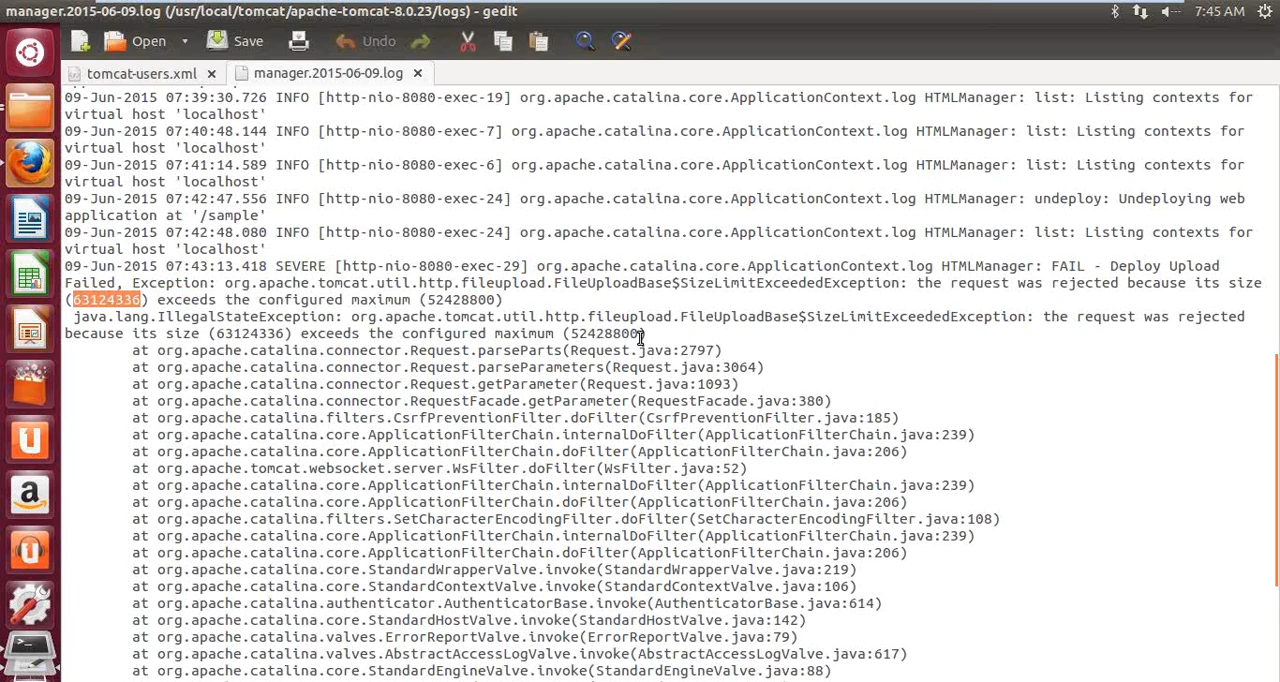 manager.2015-06-09.log (/usr/local/tomcat/apache-tomcat-8.0.23/logs) - gedit
7:45 AM
Open
Save
Undo
tomcat-users.xml
manager.2015-06-09.log
09-Jun-2015 07:39:30.726 INFO [http-nio-8080-exec-19] org.apache.catalina.core.ApplicationContext.log HTMLManager: list: Listing contexts for
virtual host 'localhost'
09-Jun-2015 07:40:48.144 INFO [http-nio-8080-exec-7] org.apache.catalina.core.ApplicationContext.log HTMLManager: list: Listing contexts for
virtual host 'localhost'
09-Jun-2015 07:41:14.589 INFO [http-nio-8080-exec-6] org.apache.catalina.core.ApplicationContext.log HTMLManager: list: Listing contexts for
virtual host 'localhost'
09-Jun-2015 07:42:47.556 INFO [http-nio-8080-exec-24] org.apache.catalina.core.ApplicationContext.log HTMLManager: undeploy: Undeploying web
application at '/sample'
09-Jun-2015 07:42:48.080 INFO [http-nio-8080-exec-24] org.apache.catalina.core.ApplicationContext.log HTMLManager: list: Listing contexts for
virtual host 'localhost'
09-Jun-2015 07:43:13.418 SEVERE [http-nio-8080-exec-29] org.apache.catalina.core.ApplicationContext.log HTMLManager: FAIL - Deploy Upload
Failed, Exception: org.apache.tomcat.util.http.fileupload.FileUploadBase$SizeLimitExceededException: the request was rejected because its size
(63124336) exceeds the configured maximum (52428800)
java.lang.IllegalStateException: org.apache.tomcat.util.http.fileupload.FileUploadBase$SizeLimitExceededException: the request was rejected
because its size (63124336) exceeds the configured maximum (52428800)
at org.apache.catalina.connector.Request.parseParts(Request.java:2797)
at org.apache.catalina.connector.Request.parseParameters(Request.java:3064)
at org.apache.catalina.connector.Request.getParameter(Request.java:1093)
at org.apache.catalina.connector.RequestFacade.getParameter(RequestFacade.java:380)
at org.apache.catalina.filters.CsrfPreventionFilter.doFilter(CsrfPreventionFilter.java:185)
at org.apache.catalina.core.ApplicationFilterChain.internalDoFilter(ApplicationFilterChain.java:239)
at org.apache.catalina.core.ApplicationFilterChain.doFilter(ApplicationFilterChain.java:206)
at org.apache.tomcat.websocket.server.WsFilter.doFilter(WsFilter.java:52)
at org.apache.catalina.core.ApplicationFilterChain.internalDoFilter(ApplicationFilterChain.java:239)
at org.apache.catalina.core.ApplicationFilterChain.doFilter(ApplicationFilterChain.java:206)
at org.apache.catalina.filters.SetCharacterEncodingFilter.doFilter(SetCharacterEncodingFilter.java:108)
at org.apache.catalina.core.ApplicationFilterChain.internalDoFilter(ApplicationFilterChain.java:239)
at org.apache.catalina.core.ApplicationFilterChain.doFilter(ApplicationFilterChain.java:206)
at org.apache.catalina.core.StandardWrapperValve.invoke(StandardWrapperValve.java:219)
at org.apache.catalina.core.StandardContextValve.invoke(StandardContextValve.java:106)
at org.apache.catalina.authenticator.AuthenticatorBase.invoke(AuthenticatorBase.java:614)
at org.apache.catalina.core.StandardHostValve.invoke(StandardHostValve.java:142)
at org.apache.catalina.valves.ErrorReportValve.invoke(ErrorReportValve.java:79)
at org.apache.catalina.valves.AbstractAccessLogValve.invoke(AbstractAccessLogValve.java:617)
at org.apache.catalina.core.StandardEngineValve.invoke(StandardEngineValve.java:88)